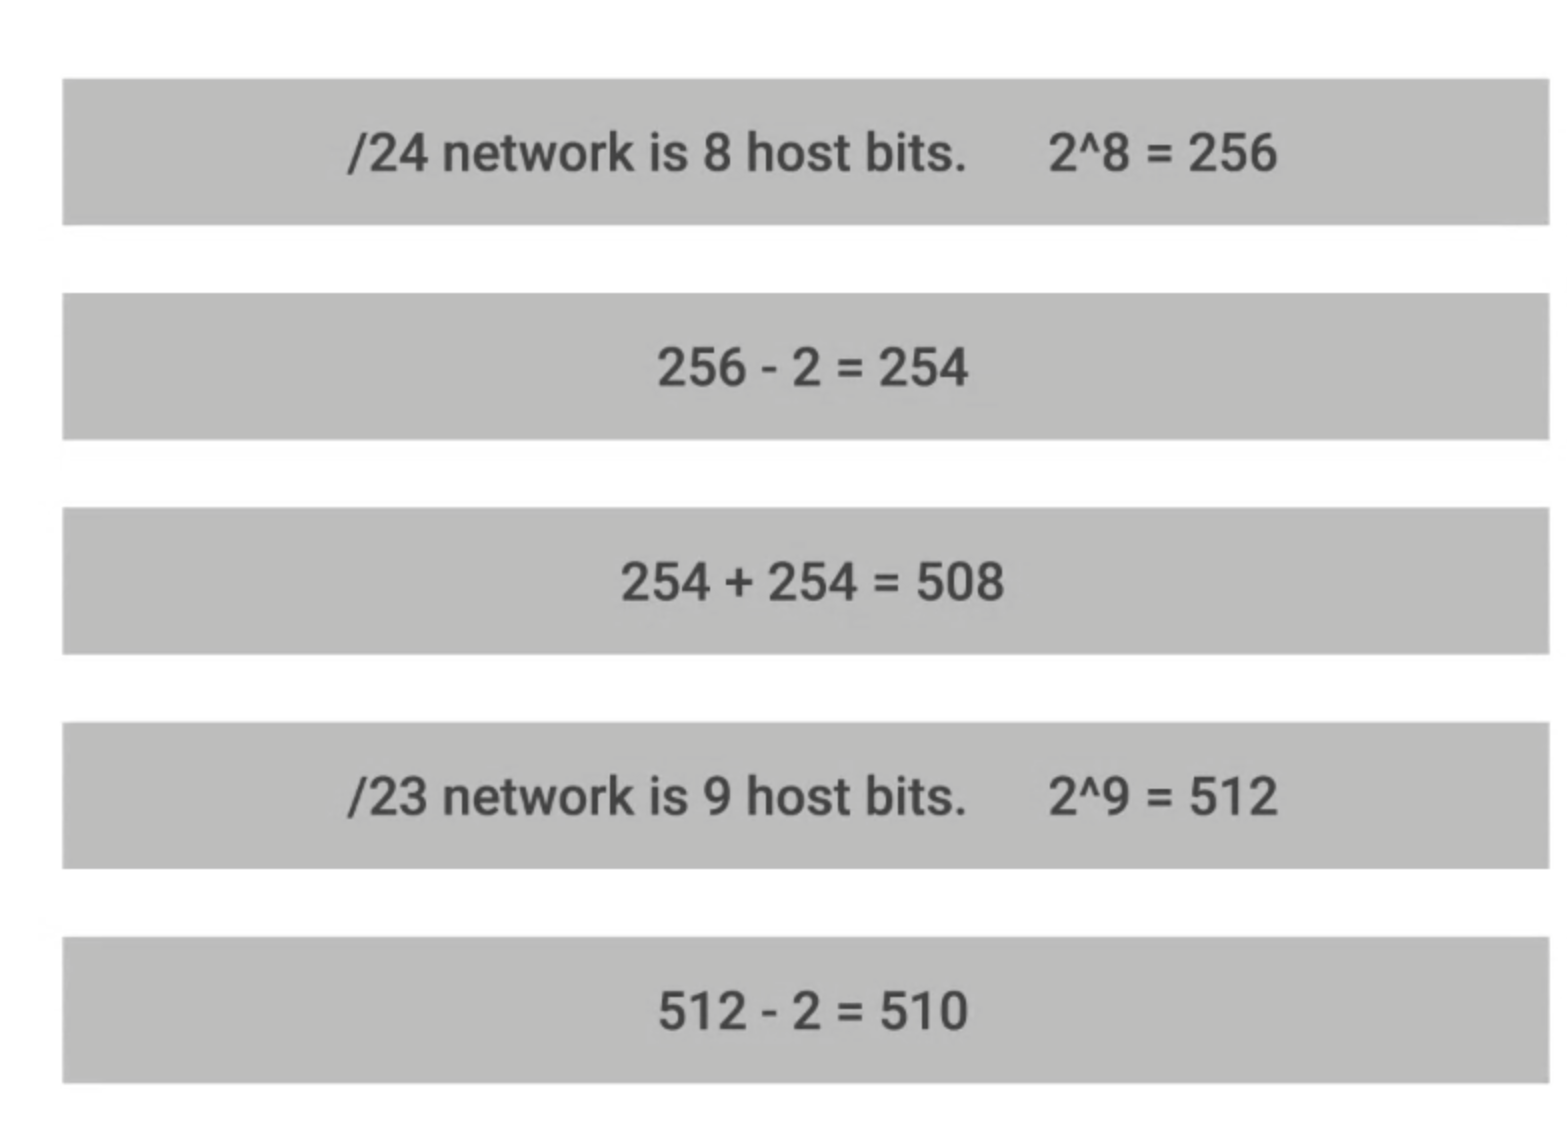 /24 network is 8 host bits. 2^8 = 256
256 - 2 = 254
254 + 254 = 508
/23 network is 9 host bits. 2^9 = 512
512 - 2 = 510